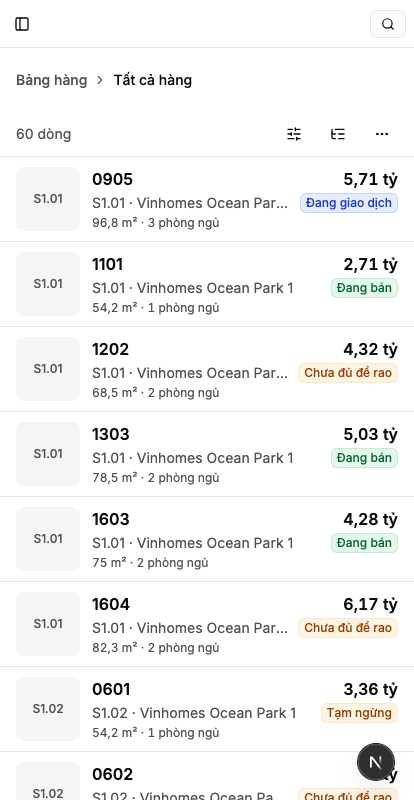 Bảng hàng > Tất cả hàng
60 dòng
S1.01
0905
5,71 tỷ
S1.01 · Vinhomes Ocean Par...
Đang giao dịch
96,8 m² · 3 phòng ngủ
S1.01
1101
2,71 tỷ
S1.01 · Vinhomes Ocean Park 1
Đang bán
54,2 m² · 1 phòng ngủ
S1.01
1202
4,32 tỷ
S1.01 · Vinhomes Ocean Par...
Chưa đủ để rao
68,5 m² · 2 phòng ngủ
S1.01
1303
5,03 tỷ
S1.01 · Vinhomes Ocean Park 1
Đang bán
78,5 m² · 2 phòng ngủ
S1.01
1603
4,28 tỷ
S1.01 · Vinhomes Ocean Park 1
Đang bán
75 m² · 2 phòng ngủ
S1.01
1604
6,17 tỷ
S1.01 · Vinhomes Ocean Par...
Chưa đủ để rao
82,3 m² · 2 phòng ngủ
S1.02
0601
3,36 tỷ
S1.02 · Vinhomes Ocean Park 1
Tạm ngừng
54,2 m² · 1 phòng ngủ
S1.02
0602
tỷ
S1.02 · Vinhomes Ocean Pa
Chưa đủ để rao
N